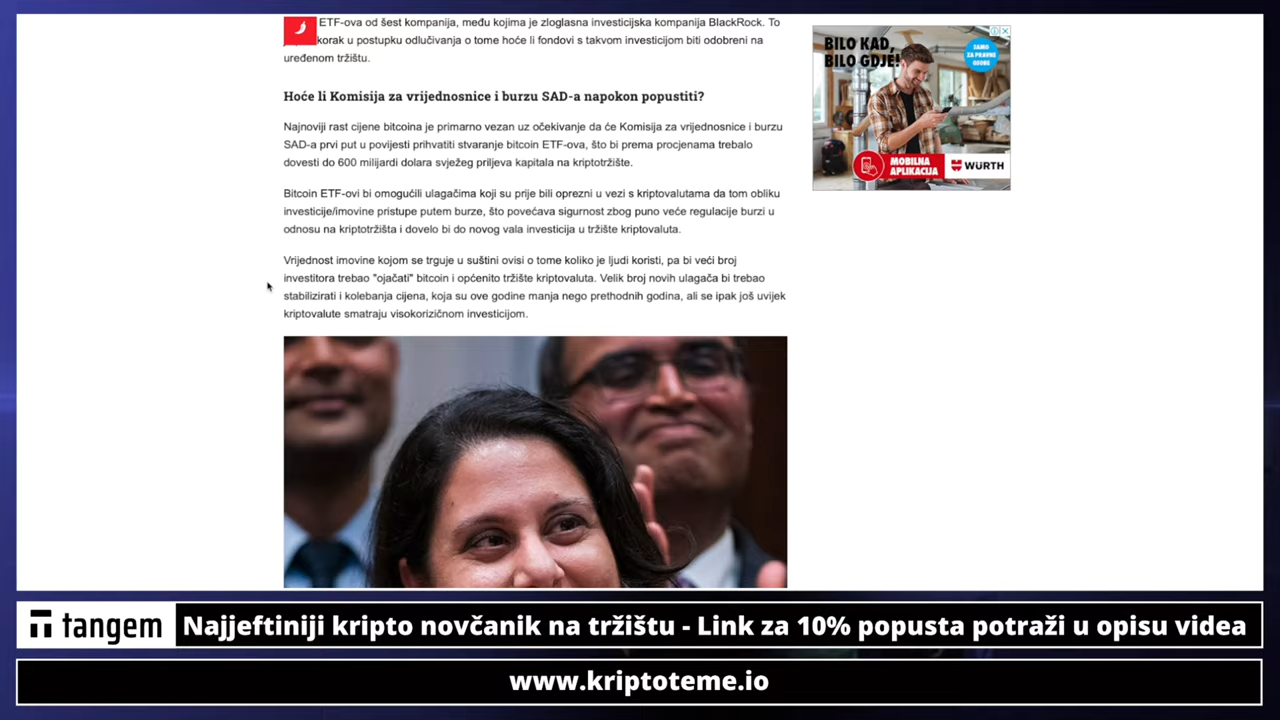 ETF-ova od šest kompanija, među kojima je zloglasna investicijska kompanija BlackRock. To
korak u postupku odlučivanja o tome hoće li fondovi s takvom investicijom biti odobreni na
uređenom tržištu.
Hoće li Komisija za vrijednosnice i burzu SAD-a napokon popustiti?
Najnoviji rast cijene bitcoina je primarno vezan uz očekivanje da će Komisija za vrijednosnice i burzu
SAD-a prvi put u povijesti prihvatiti stvaranje bitcoin ETF-ova, što bi prema procjenama trebalo
dovesti do 600 milijardi dolara svježeg priljeva kapitala na kriptotržište.
Bitcoin ETF-ovi bi omogućili ulagačima koji su prije bili oprezni u vezi s kriptovalutama da tom obliku
investicije/imovine pristupe putem burze, što povećava sigurnost zbog puno veće regulacije burzi u
odnosu na kriptotržišta i dovelo bi do novog vala investicija u tržište kriptovaluta.
Vrijednost imovine kojom se trguje u suštini ovisi o tome koliko je ljudi koristi, pa bi veći broj
investitora trebao "ojačati" bitcoin i općenito tržište kriptovaluta. Velik broj novih ulagača bi trebao
stabilizirati i kolebanja cijena, koja su ove godine manja nego prethodnih godina, ali se ipak još uvijek
kriptovalute smatraju visokorizičnom investicijom.
BILO KAD,
BILO GDJE!
SAMO
ZA PRAVNE
OSOBE
MOBILNA
APLIKACIJA
WÜRTH
tangem
Najjeftiniji kripto novčanik na tržištu - Link za 10% popusta potraži u opisu videa
www.kriptoteme.io